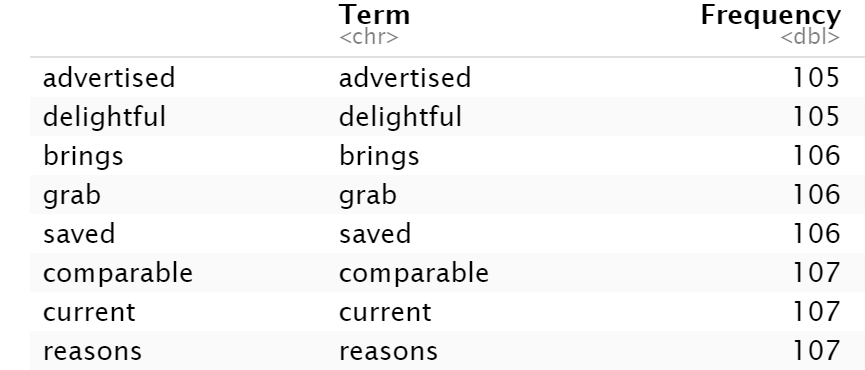 Term Frequency
<chr> <dbl>
advertised advertised 105
delightful delightful 105
brings brings 106
grab grab 106
saved saved 106
comparable comparable 107
current current 107
reasons reasons 107